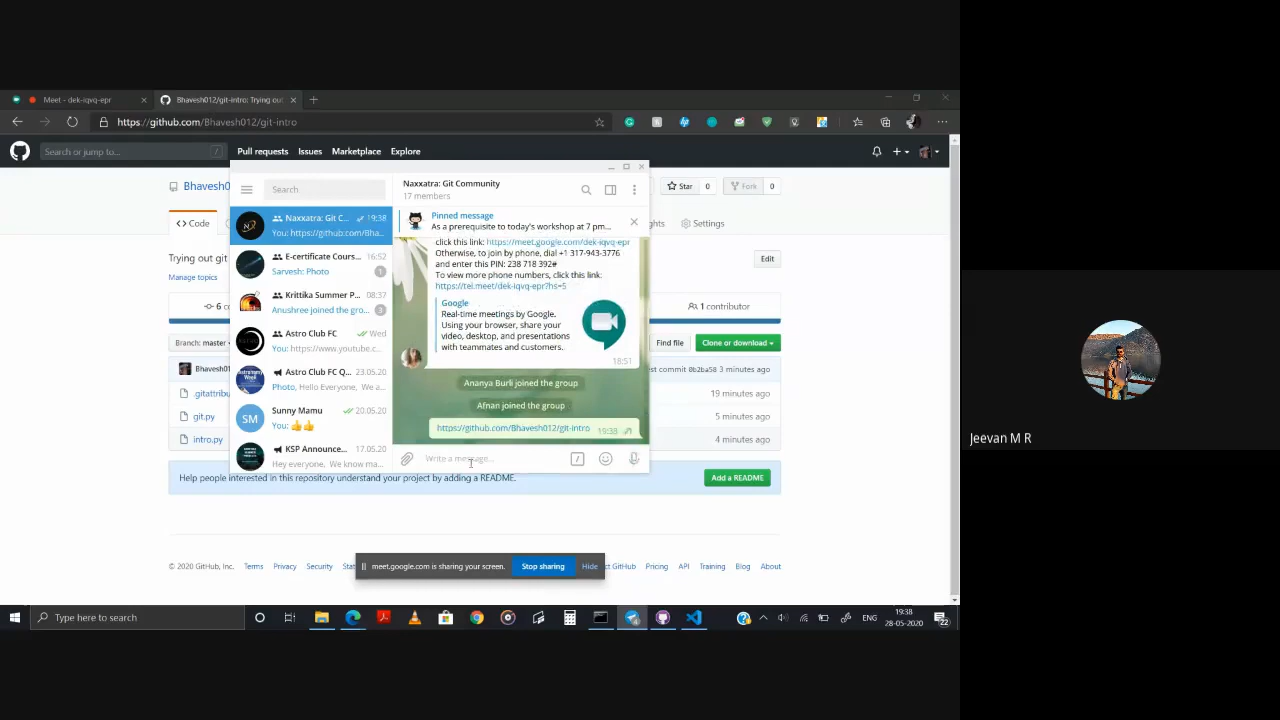 Meet - dek-iqvq-epr
Bhavesh012/git-intro: Trying out
https://github.com/Bhavesh012/git-intro
Search or jump to...
/
Pull requests
Issues
Marketplace
Explore
Bhavesh0
Star
0
Fork
0
Code
Settings
Trying out git
Edit
Manage topics
1 contributor
Branch: master
Find file
Clone or download
Bhavesh01
commit 0b2ba58 3 minutes ago
.gitattribu
19 minutes ago
git.py
5 minutes ago
intro.py
4 minutes ago
Help people interested in this repository understand your project by adding a README.
Add a README
© 2020 GitHub, Inc.
Terms
Privacy
Security
GitHub
Pricing
API
Training
Blog
About
Search
Naxxatra: Git C...
19:38
You: https://github.com/Bha...
E-certificate Cours...
16:52
Sarvesh: Photo
1
Krittika Summer P...
08:37
Anushree joined the gro...
3
Astro Club FC
Wed
You: https://www.youtube.c...
Astro Club FC Q...
23.05.20
Photo, Hello Everyone, We a...
SM
Sunny Mamu
20.05.20
You: 👍👍
KSP Announce...
17.05.20
Hey everyone, We know ma...
Naxxatra: Git Community
17 members
Pinned message
As a prerequisite to today's workshop at 7 pm...
click this link: https://meet.google.com/dek-iqvq-epr
Otherwise, to join by phone, dial +1 317-943-3776
and enter this PIN: 238 718 392#
To view more phone numbers, click this link:
https://tel.meet/dek-iqvq-epr?hs=5
Google
Real-time meetings by Google.
Using your browser, share your
video, desktop, and presentations
with teammates and customers.
18:51
Ananya Burli joined the group
Afnan joined the group
https://github.com/Bhavesh012/git-intro
19:38
Write a message...
meet.google.com is sharing your screen.
Stop sharing
Hide
Type here to search
ENG
19:38
28-05-2020
22
Jeevan M R